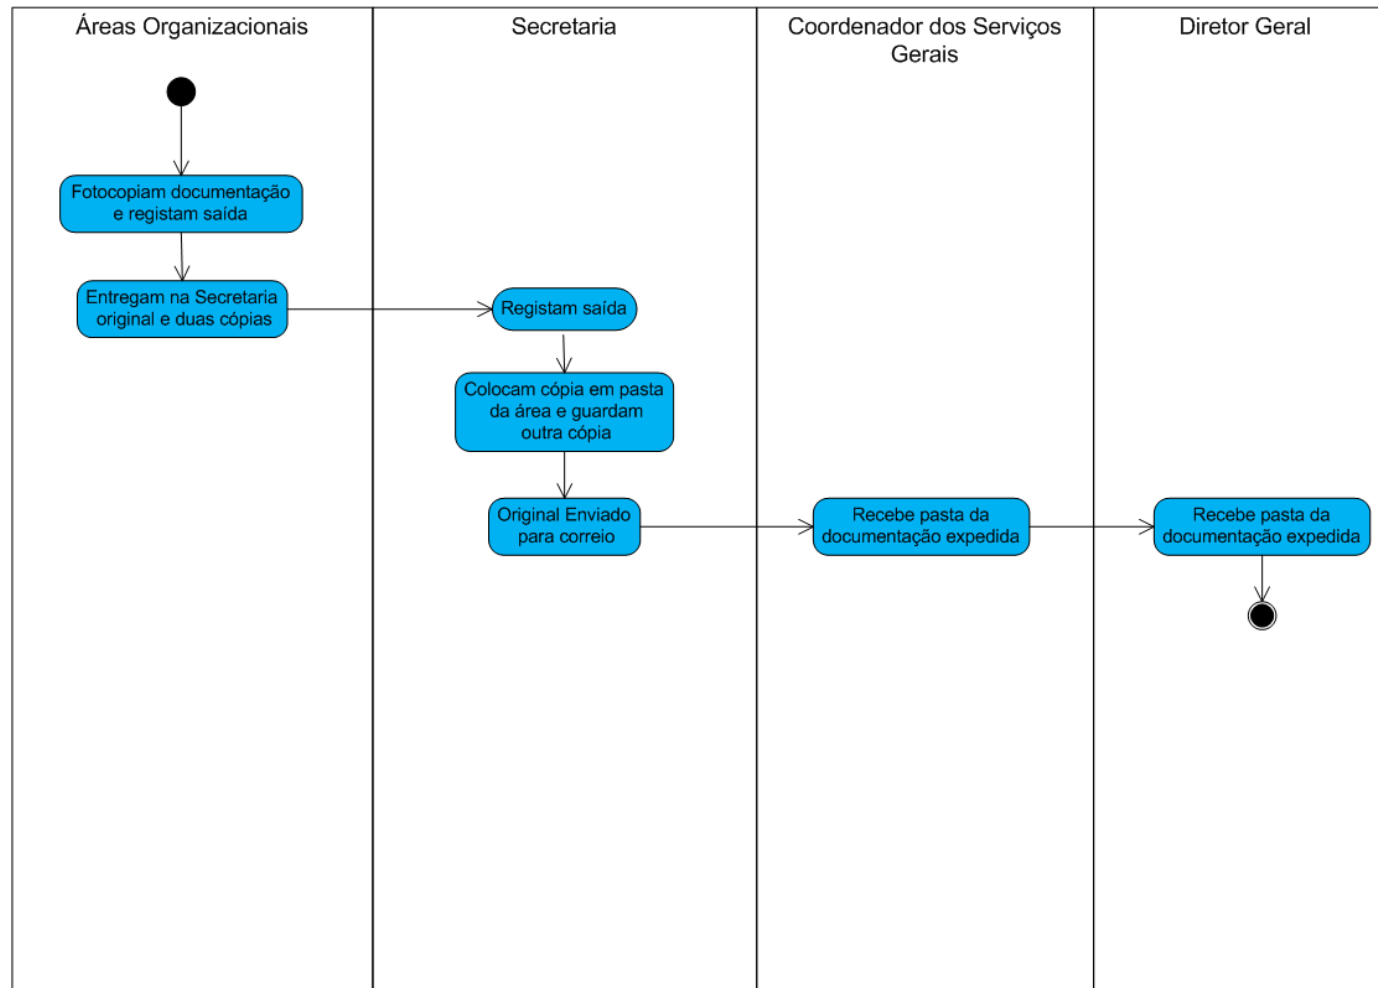 Áreas Organizacionais
Secretaria
Coordenador dos Serviços
Gerais
Diretor Geral
Fotocopiam documentação
e registam saída
Entregam na Secretaria
original e duas cópias
Registam saída
Colocam cópia em pasta
da área e guardam
outra cópia
Original Enviado
para correio
Recebe pasta da
documentação expedida
Recebe pasta da
documentação expedida